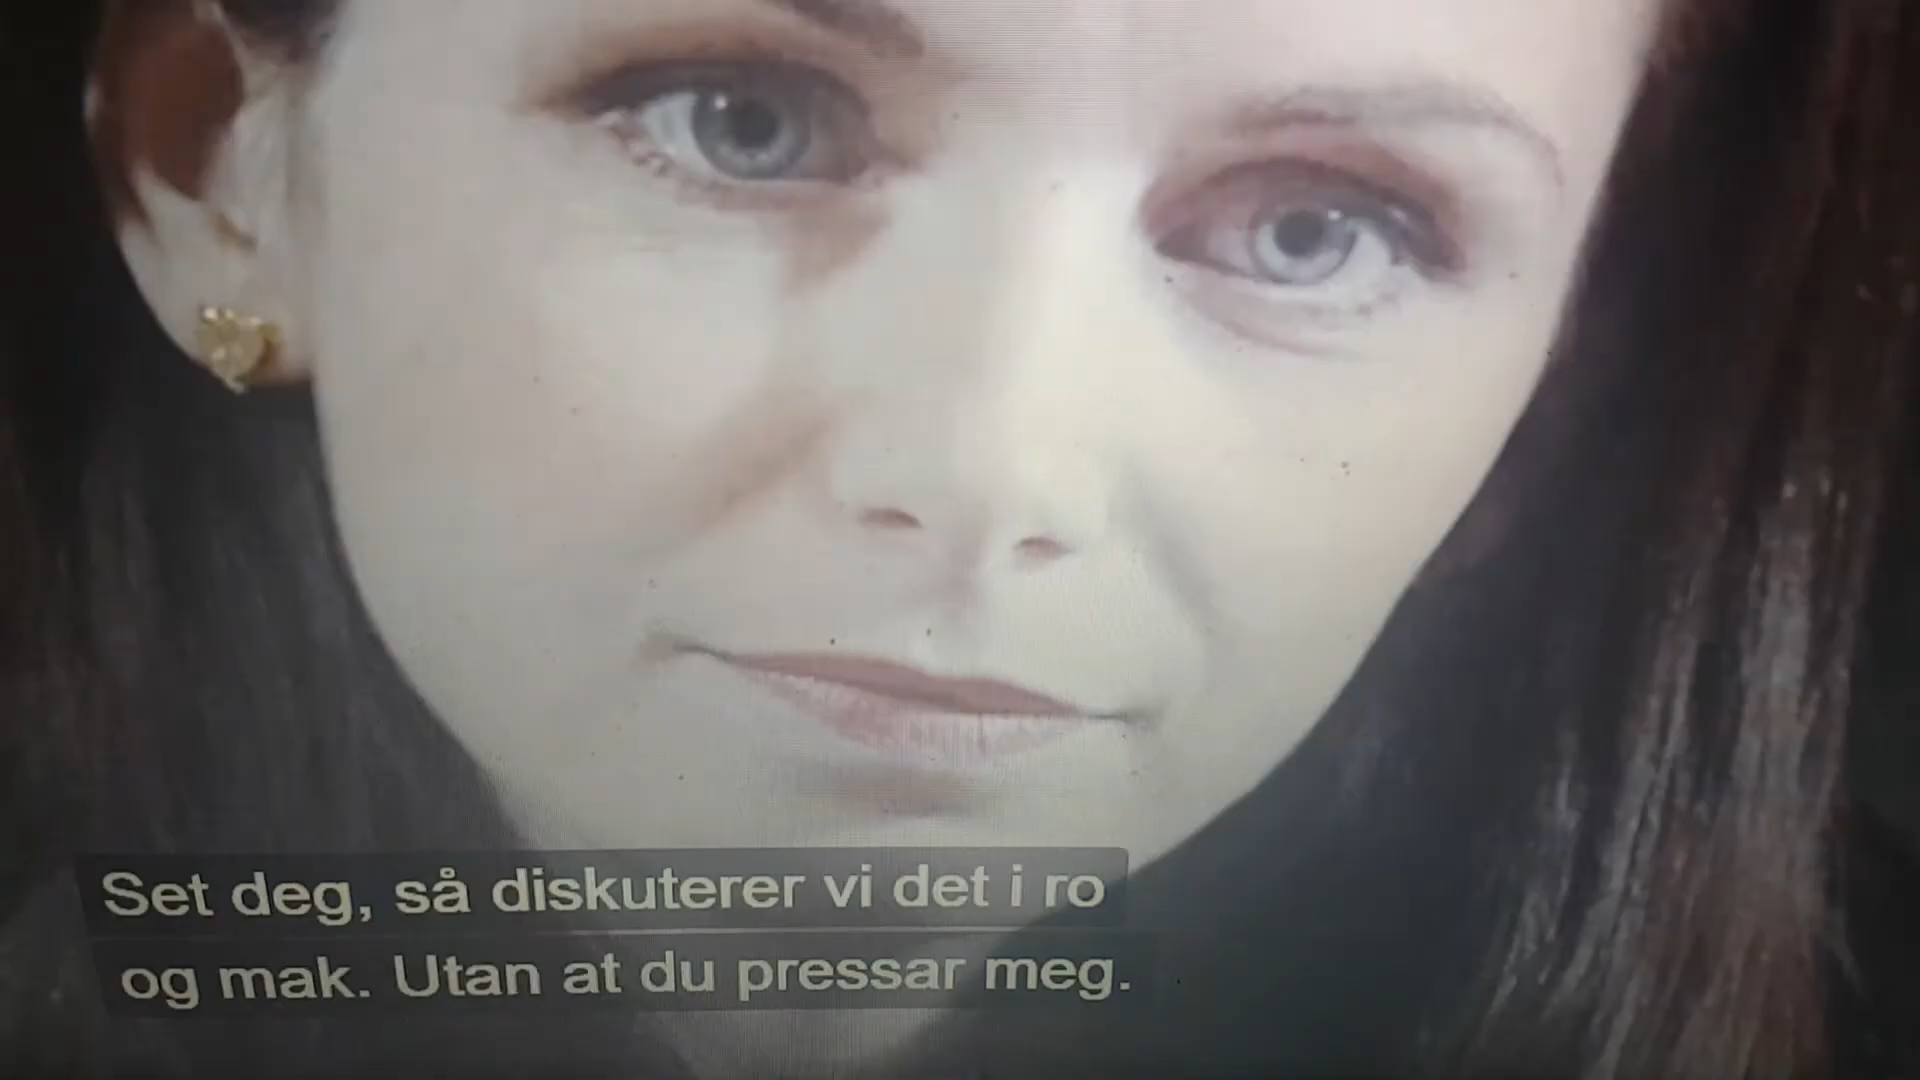 Set deg, så diskuterer vi det i ro
og mak. Utan at du pressar meg.